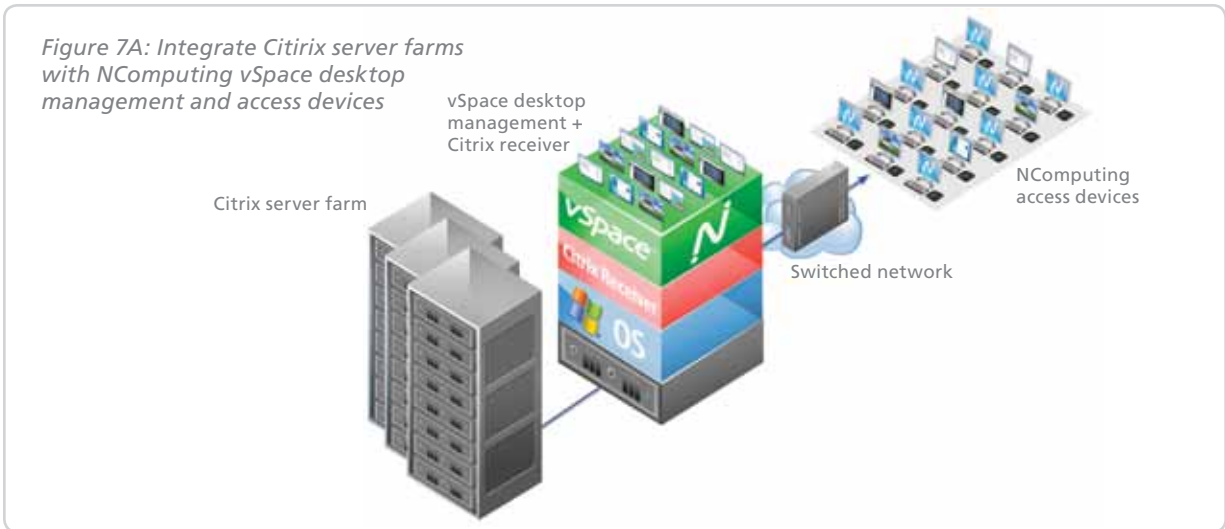 Figure 7A: Integrate Citirix server farms
with NComputing vSpace desktop
management and access devices
vSpace desktop
management +
Citrix receiver
Citrix server farm
NComputing
access devices
Switched network
vSpace
N
Citrix Receiver
OS